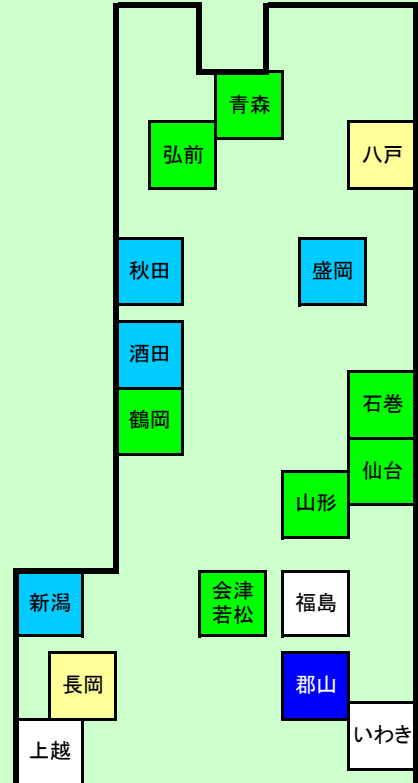 青森
弘前
八戸
秋田
盛岡
酒田
鶴岡
石巻
仙台
山形
新潟
会津
若松
福島
長岡
郡山
上越
いわき